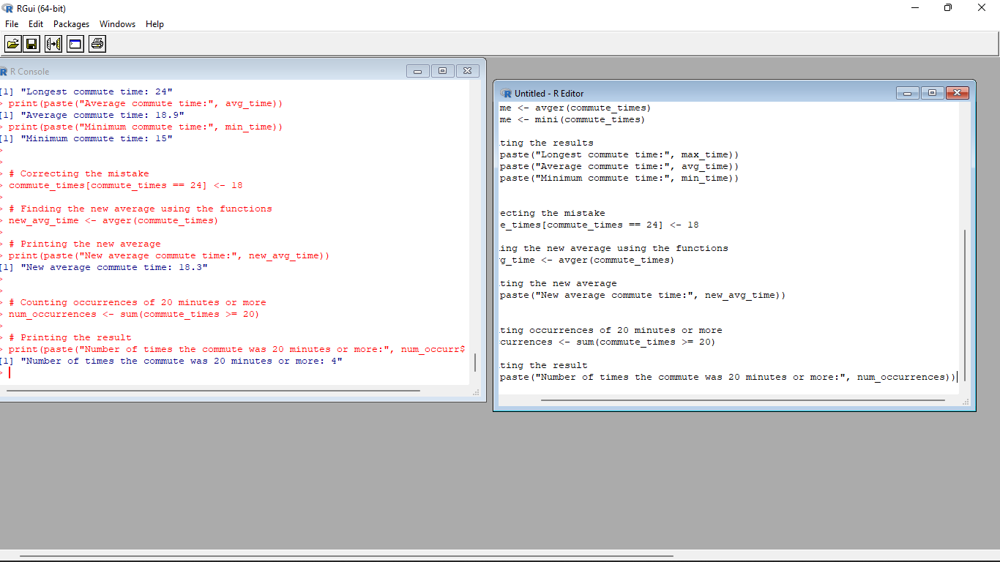 RGui (64-bit)
File Edit Packages Windows Help
R Console
[1] "Longest commute time: 24"
> print(paste("Average commute time:", avg_time))
[1] "Average commute time: 18.9"
> print(paste("Minimum commute time:", min_time))
[1] "Minimum commute time: 15"
>
>
> # Correcting the mistake
> commute_times[commute_times == 24] <- 18
>
> # Finding the new average using the functions
> new_avg_time <- avger(commute_times)
>
> # Printing the new average
> print(paste("New average commute time:", new_avg_time))
[1] "New average commute time: 18.3"
>
>
> # Counting occurrences of 20 minutes or more
> num_occurrences <- sum(commute_times >= 20)
>
> # Printing the result
> print(paste("Number of times the commute was 20 minutes or more:", num_occurr$
[1] "Number of times the commute was 20 minutes or more: 4"
>
Untitled - R Editor
me <- avger(commute_times)
me <- mini(commute_times)
ting the results
paste("Longest commute time:", max_time))
paste("Average commute time:", avg_time))
paste("Minimum commute time:", min_time))
ecting the mistake
e_times[commute_times == 24] <- 18
ing the new average using the functions
g_time <- avger(commute_times)
ting the new average
paste("New average commute time:", new_avg_time))
ting occurrences of 20 minutes or more
currences <- sum(commute_times >= 20)
ting the result
paste("Number of times the commute was 20 minutes or more:", num_occurrences))